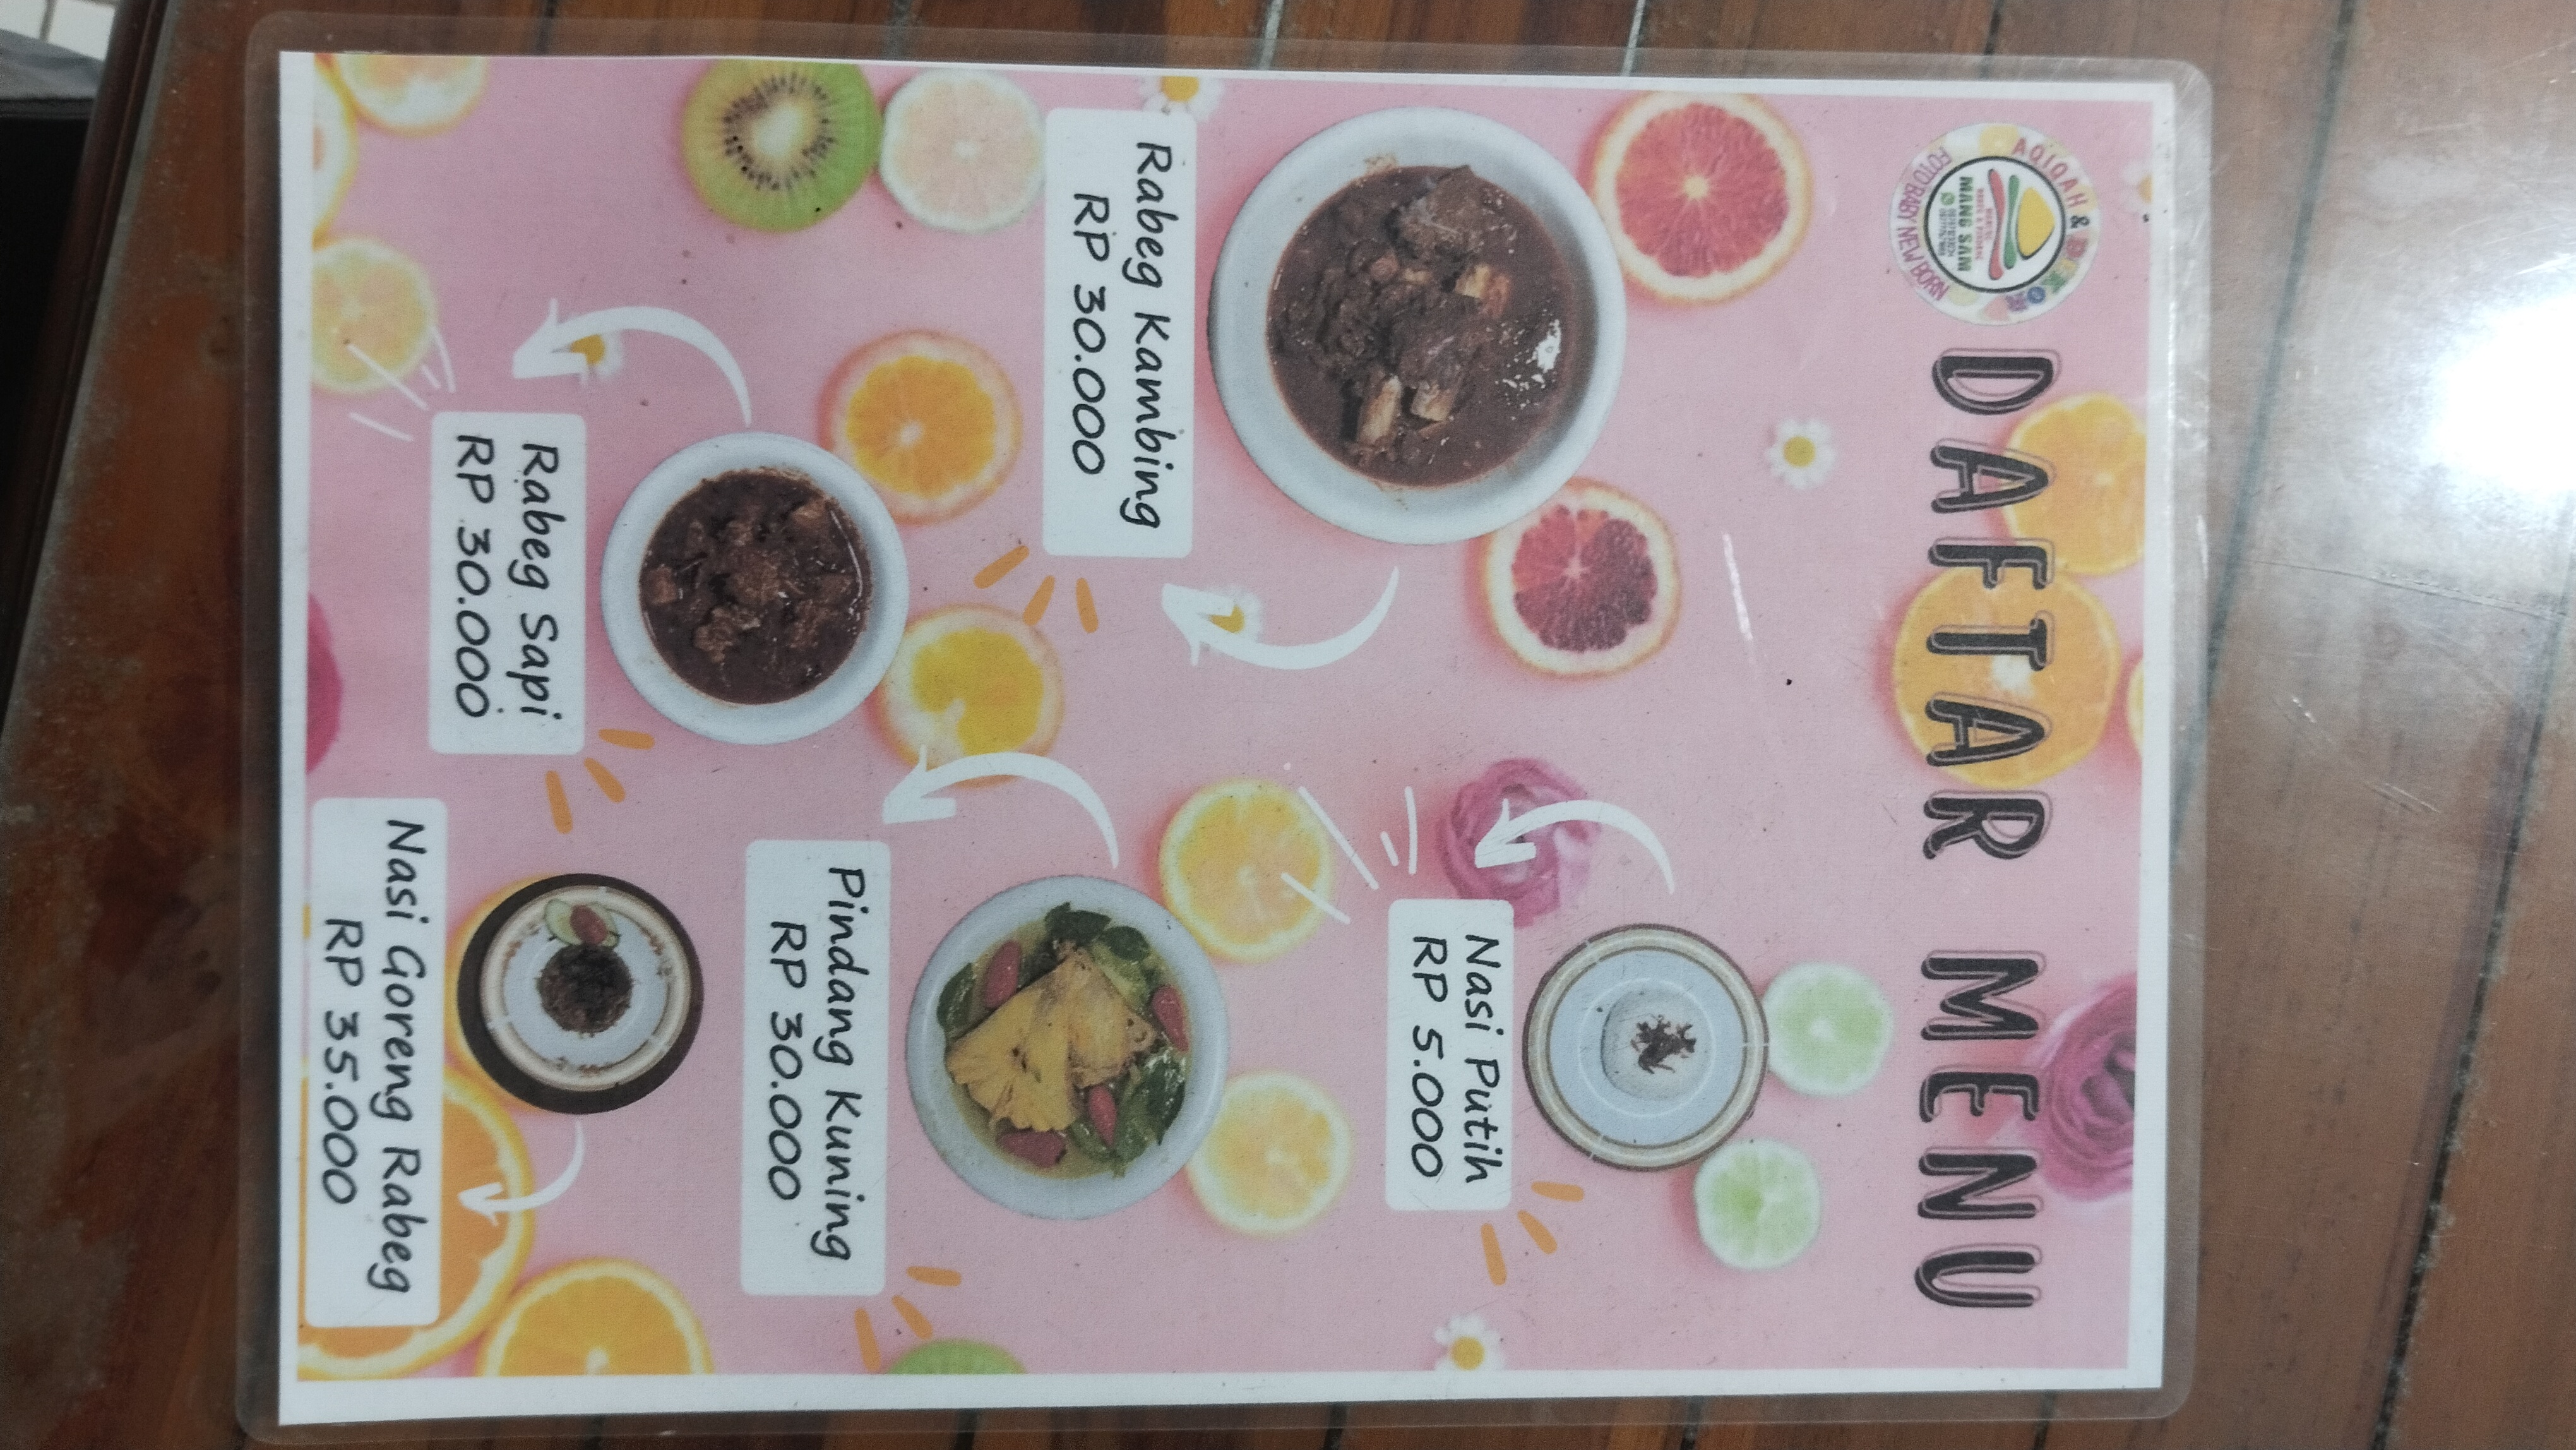 AQIQAH & DEKOR
MANG SAM
FOTO BABY NEW BORN
DAFTAR MENU
Nasi Putih
RP 5.000
Rabeg Kambing
RP 30.000
Pindang Kuning
RP 30.000
Rabeg Sapi
RP 30.000
Nasi Goreng Rabeg
RP 35.000